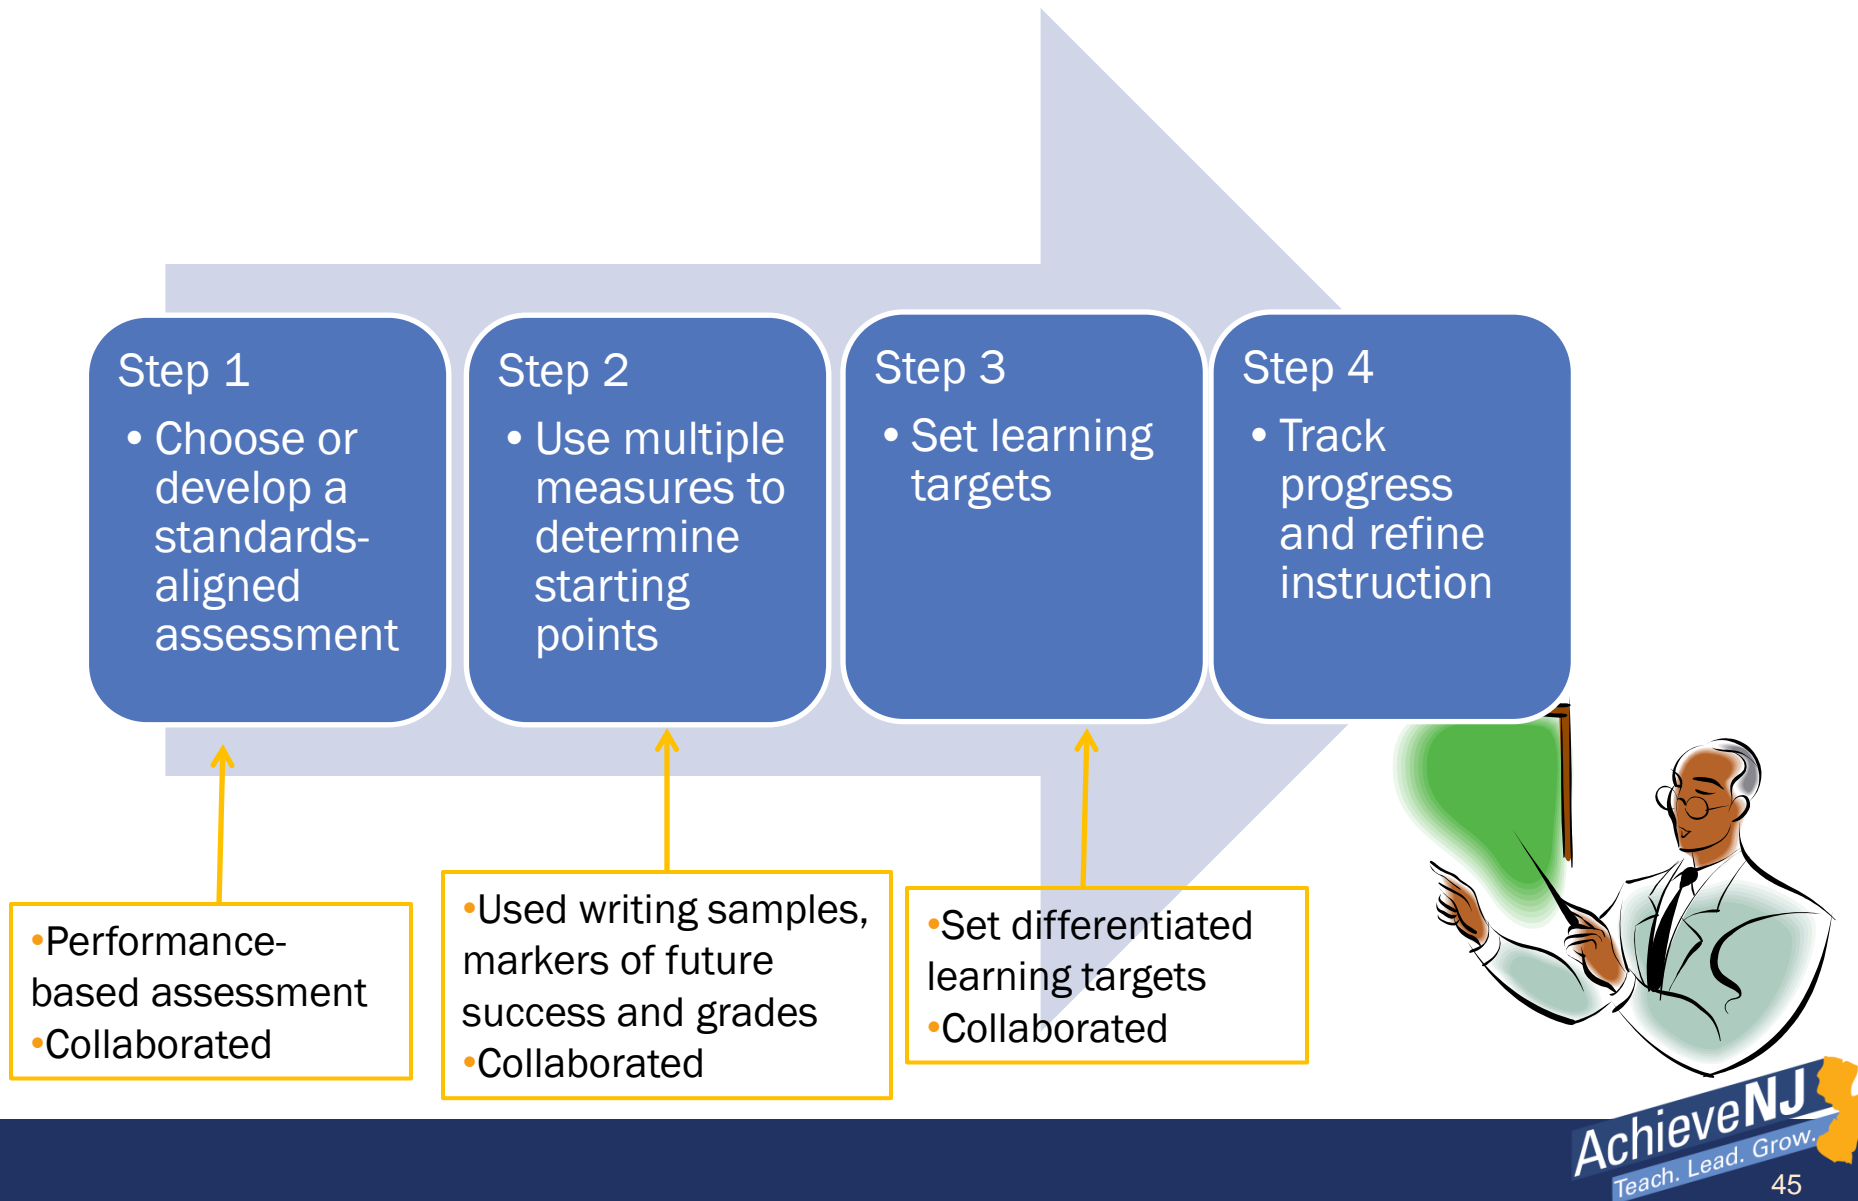 Step 1
• Choose or
develop a
standards-
aligned
assessment
Step 2
• Use multiple
measures to
determine
starting
points
Step 3
• Set learning
targets
Step 4
• Track
progress
and refine
instruction
•Performance-
based assessment
•Collaborated
•Used writing samples,
markers of future
success and grades
•Collaborated
•Set differentiated
learning targets
•Collaborated
AchieveNJ
Teach. Lead. Grow.
45